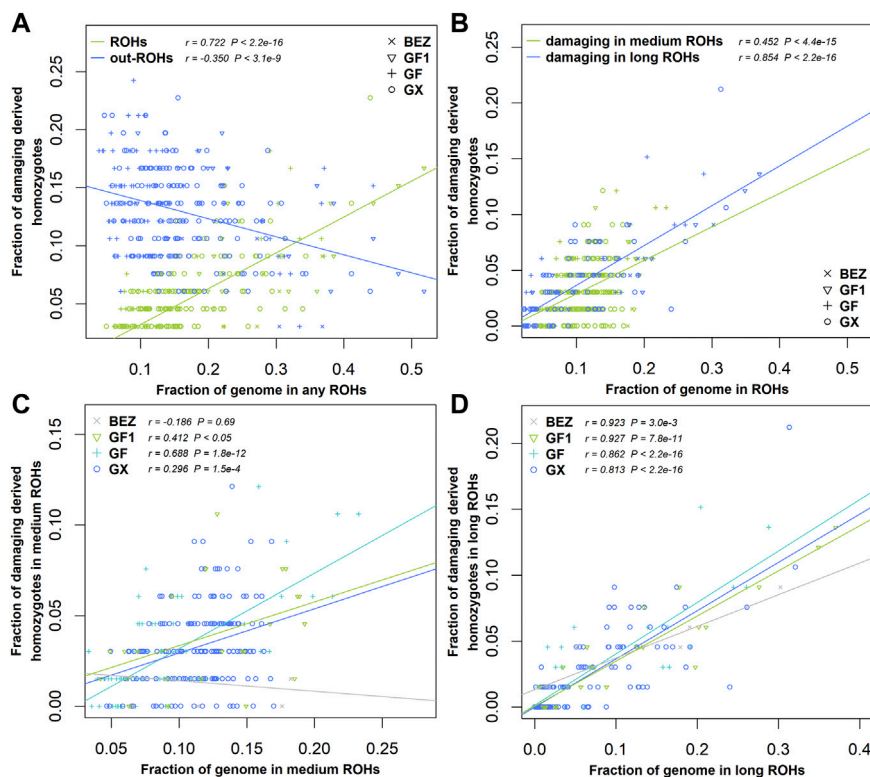 A
ROHs r = 0.722 P < 2.2e-16
out-ROHs r = -0.350 P < 3.1e-9
BEZ
GF1
GF
GX
Fraction of damaging derived
homozygotes
0.05
0.10
0.15
0.20
0.25
0.1 0.2 0.3 0.4 0.5
Fraction of genome in any ROHs
B
damaging in medium ROHs r = 0.452 P < 4.4e-15
damaging in long ROHs r = 0.854 P < 2.2e-16
BEZ
GF1
GF
GX
Fraction of damaging derived
homozygotes
0.00
0.05
0.10
0.15
0.20
0.25
0.1 0.2 0.3 0.4 0.5
Fraction of genome in ROHs
C
BEZ r = -0.186 P = 0.69
GF1 r = 0.412 P < 0.05
GF r = 0.688 P = 1.8e-12
GX r = 0.296 P = 1.5e-4
Fraction of damaging derived
homozygotes in medium ROHs
0.00
0.05
0.10
0.15
0.05 0.10 0.15 0.20 0.25
Fraction of genome in medium ROHs
D
BEZ r = 0.923 P = 3.0e-3
GF1 r = 0.927 P = 7.8e-11
GF r = 0.862 P < 2.2e-16
GX r = 0.813 P < 2.2e-16
Fraction of damaging derived
homozygotes in long ROHs
0.00
0.05
0.10
0.15
0.20
0.0 0.1 0.2 0.3 0.4
Fraction of genome in long ROHs